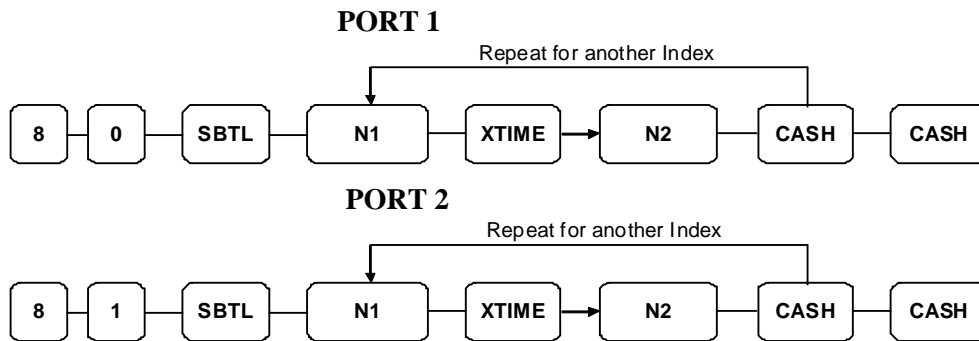 PORT 1
Repeat for another Index
8 0 SBTL N1 XTIME N2 CASH CASH
PORT 2
Repeat for another Index
8 1 SBTL N1 XTIME N2 CASH CASH